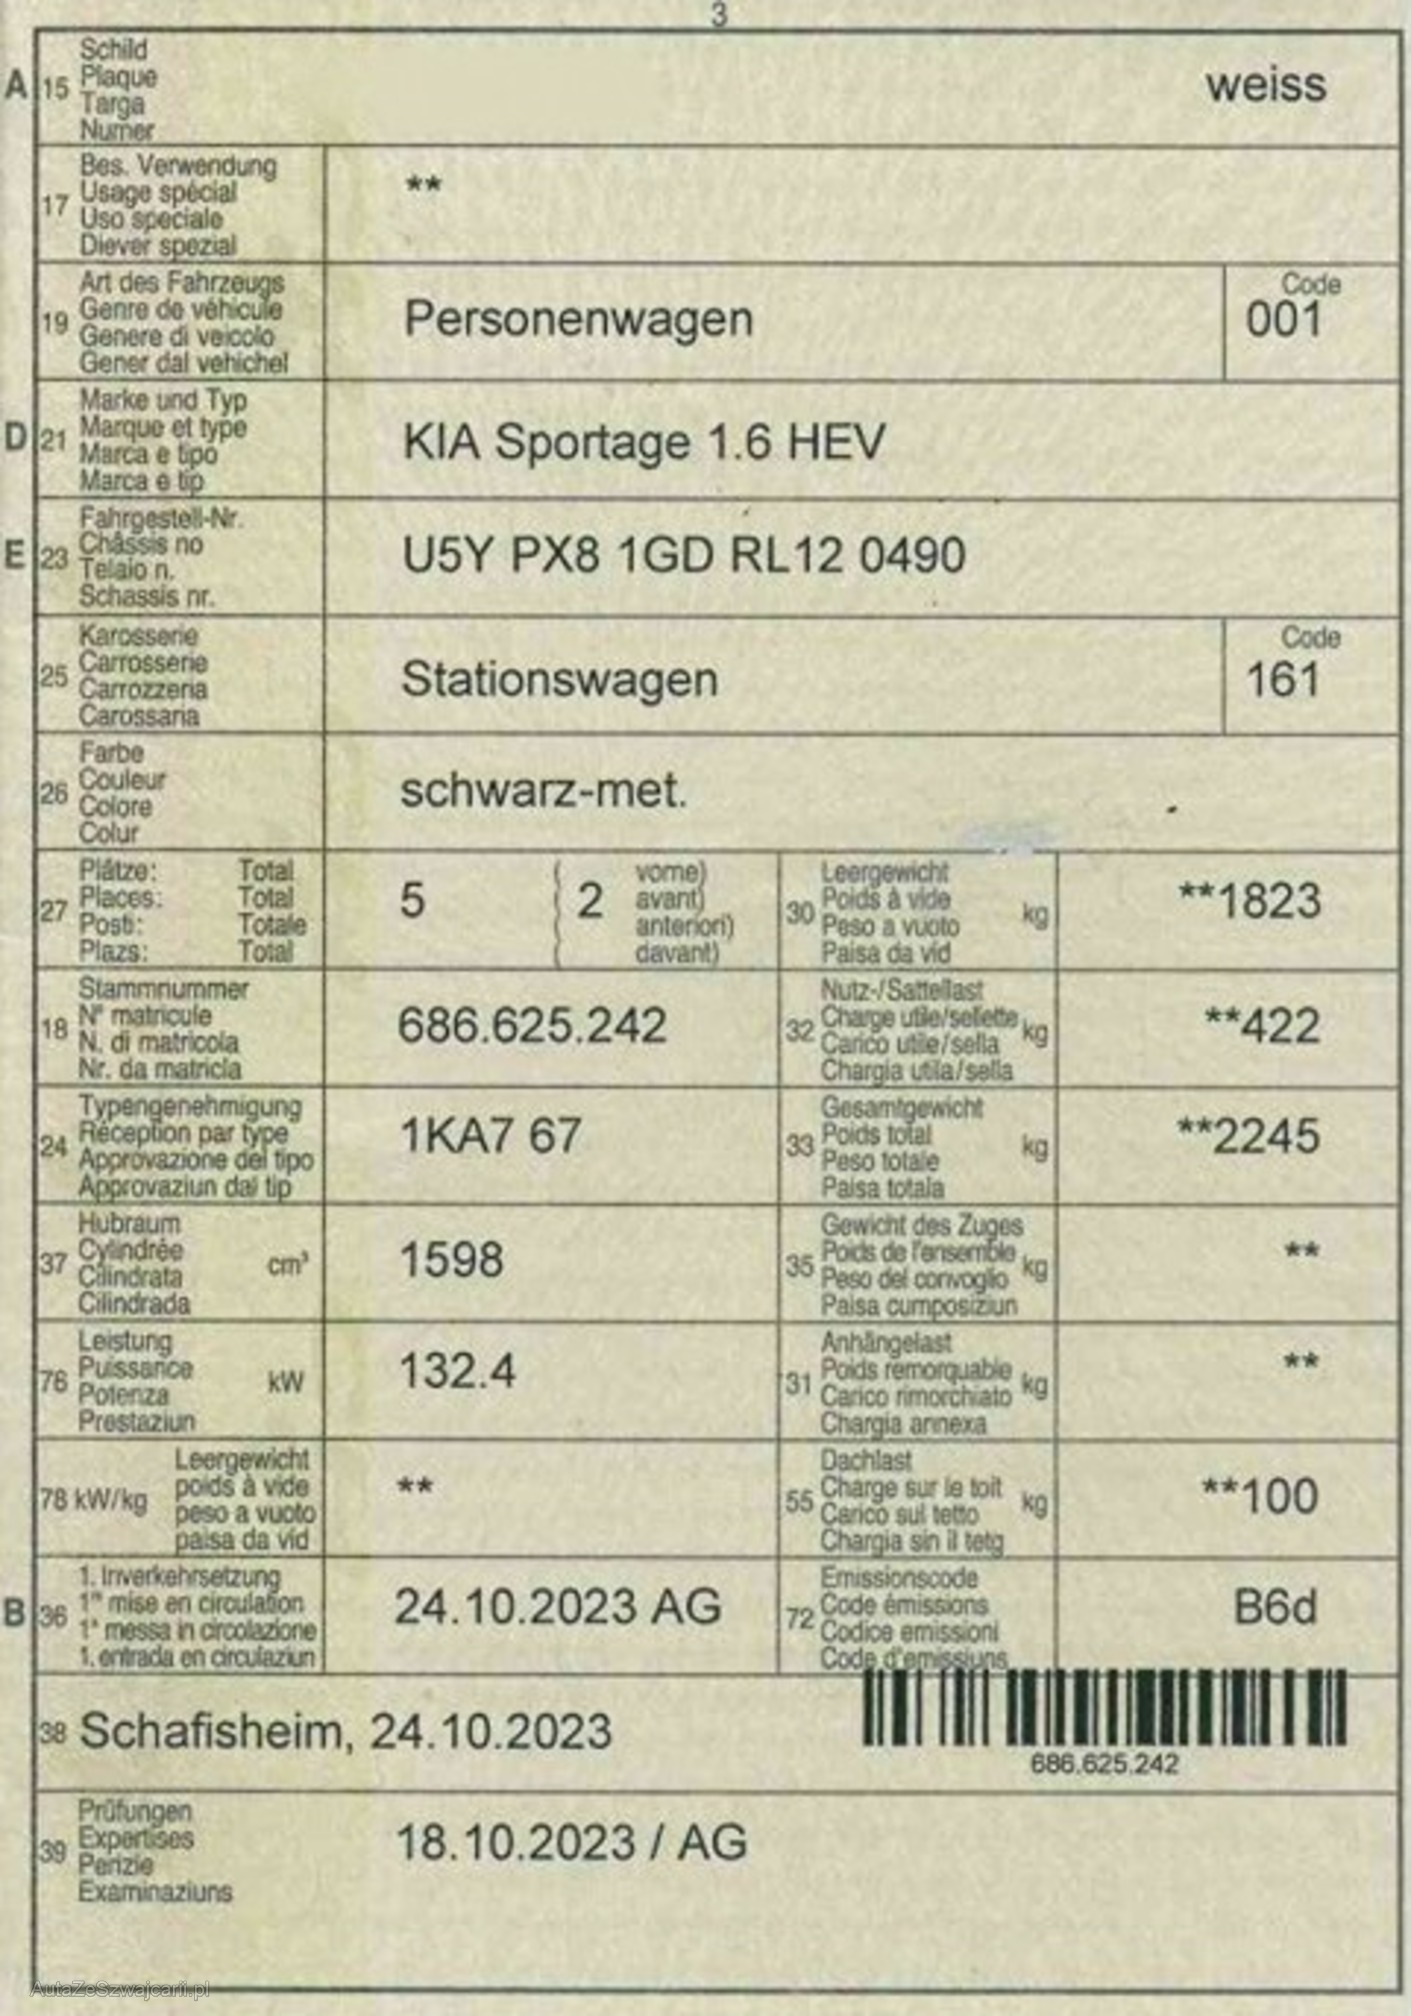 3
A 15 Schild
Plaque
Targa
Numer
weiss
17 Bes. Verwendung
Usage spécial
Uso speciale
Diever spezial
**
19 Art des Fahrzeugs
Genre de véhicule
Genere di veicolo
Gener dal vehichel
Personenwagen
Code
001
D 21 Marke und Typ
Marque et type
Marca e tipo
Marca e tip
KIA Sportage 1.6 HEV
E 23 Fahrgestell-Nr.
Châssis no
Telaio n.
Schassis nr.
U5Y PX8 1GD RL12 0490
25 Karosserie
Carrosserie
Carrozzeria
Carossaria
Stationswagen
Code
161
26 Farbe
Couleur
Colore
Colur
schwarz-met.
27 Plätze: Total
Places: Total
Posti: Totale
Plazs: Total
5 ( 2 vorne)
( avant)
( anteriori)
( davant)
30 Leergewicht
Poids à vide
Peso a vuoto
Paisa da vid
kg
**1823
18 Stammnummer
N° matricule
N. di matricola
Nr. da matricla
686.625.242
32 Nutz-/Sattellast
Charge utile/sellette
Carico utile/sella
Chargia utila/sella
kg
**422
24 Typengenehmigung
Réception par type
Approvazione del tipo
Approvaziun dal tip
1KA7 67
33 Gesamtgewicht
Poids total
Peso totale
Paisa totala
kg
**2245
37 Hubraum
Cylindrée
Cilindrata
Cilindrada
cm³
1598
35 Gewicht des Zuges
Poids de l'ensemble
Peso del convoglio
Paisa cumposiziun
kg
**
76 Leistung
Puissance
Potenza
Prestaziun
kW
132.4
31 Anhängelast
Poids remorquable
Carico rimorchiato
Chargia annexa
kg
**
78 kW/kg Leergewicht
poids à vide
peso a vuoto
paisa da vid
**
55 Dachlast
Charge sur le toit
Carico sul tetto
Chargia sin il tetg
kg
**100
B 36 1. Inverkehrsetzung
1re mise en circulation
1a messa in circolazione
1. entrada en circulaziun
24.10.2023 AG
72 Emissionscode
Code émissions
Codice emissioni
Code d'emissiuns
B6d
38 Schafisheim, 24.10.2023
686.625.242
39 Prüfungen
Expertises
Perizie
Examinaziuns
18.10.2023 / AG
AutaZeSzwajcarii.pl